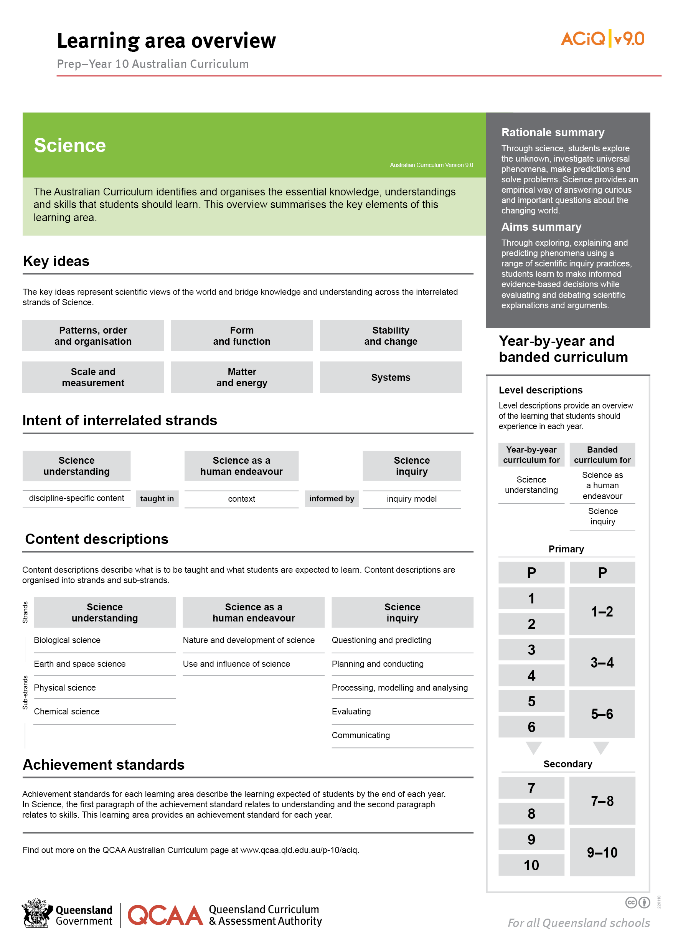 Learning area overview
Prep–Year 10 Australian Curriculum
ACiQ|v9.0
Science
Australian Curriculum Version 9.0
The Australian Curriculum identifies and organises the essential knowledge, understandings
and skills that students should learn. This overview summarises the key elements of this
learning area.
Key ideas
The key ideas represent scientific views of the world and bridge knowledge and understanding across the interrelated
strands of Science.
Patterns, order
and organisation
Form
and function
Stability
and change
Scale and
measurement
Matter
and energy
Systems
Intent of interrelated strands
Science
understanding
Science as a
human endeavour
Science
inquiry
discipline-specific content
taught in
context
informed by
inquiry model
Content descriptions
Content descriptions describe what is to be taught and what students are expected to learn. Content descriptions are
organised into strands and sub-strands.
Strands
Science
understanding
Science as a
human endeavour
Science
inquiry
Sub-strands
Biological science
Nature and development of science
Questioning and predicting
Earth and space science
Use and influence of science
Planning and conducting
Physical science
Processing, modelling and analysing
Chemical science
Evaluating
Communicating
Achievement standards
Achievement standards for each learning area describe the learning expected of students by the end of each year.
In Science, the first paragraph of the achievement standard relates to understanding and the second paragraph
relates to skills. This learning area provides an achievement standard for each year.
Find out more on the QCAA Australian Curriculum page at www.qcaa.qld.edu.au/p-10/aciq.
Rationale summary
Through science, students explore
the unknown, investigate universal
phenomena, make predictions and
solve problems. Science provides an
empirical way of answering curious
and important questions about the
changing world.
Aims summary
Through exploring, explaining and
predicting phenomena using a
range of scientific inquiry practices,
students learn to make informed
evidence-based decisions while
evaluating and debating scientific
explanations and arguments.
Year-by-year and
banded curriculum
Level descriptions
Level descriptions provide an overview
of the learning that students should
experience in each year.
Year-by-year
curriculum for
Banded
curriculum for
Science
understanding
Science as
a human
endeavour
Science
inquiry
Primary
P
P
1
2
1–2
3
4
3–4
5
6
5–6
Secondary
7
8
7–8
9
10
9–10
Queensland
Government
QCAA
Queensland Curriculum
& Assessment Authority
For all Queensland schools